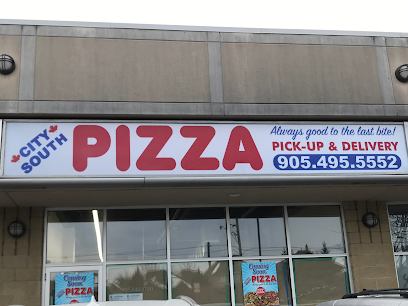 CITY
SOUTH
PIZZA
Always good to the last bite!
PICK-UP & DELIVERY
905.495.5552
Coming
Soon
PIZZA
Coming
Soon
PIZZA